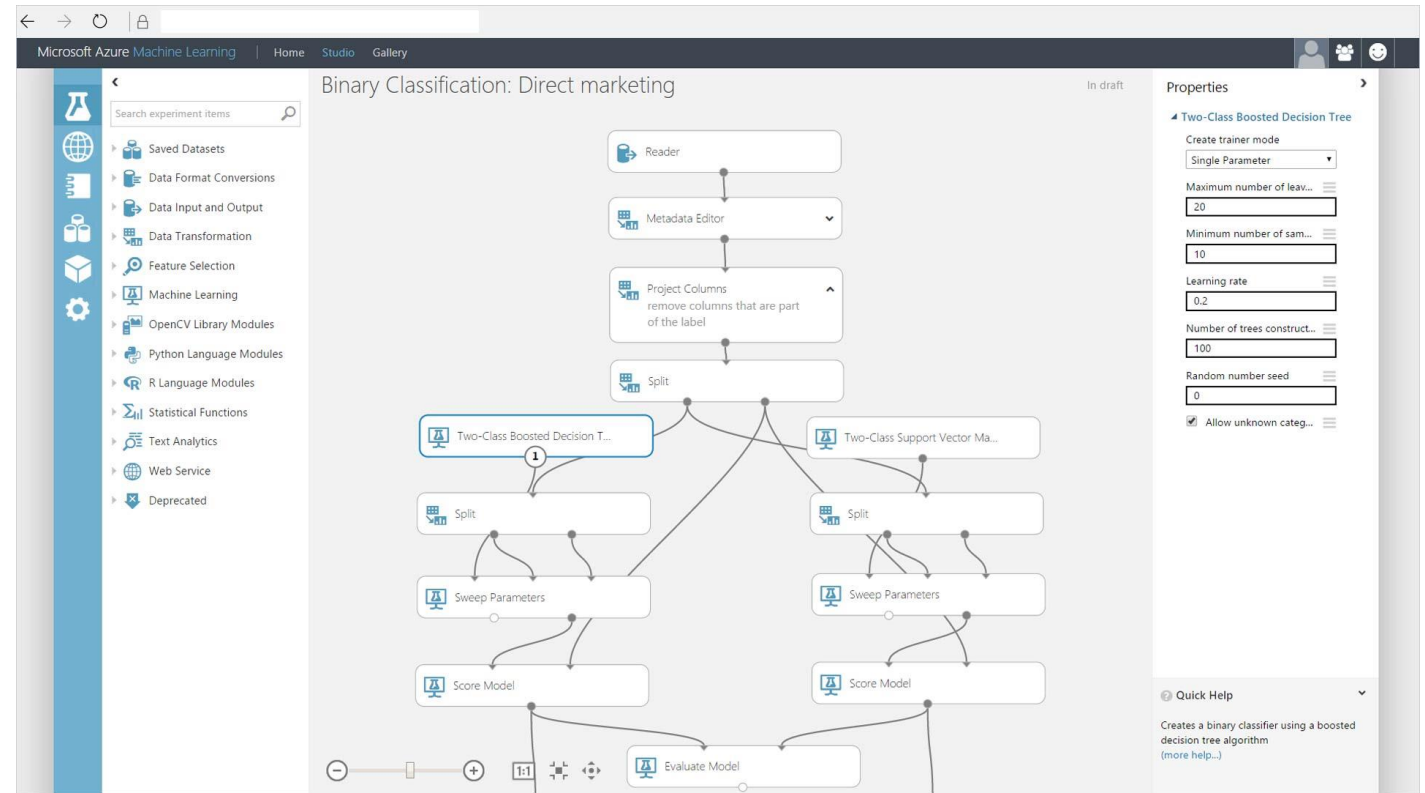 Microsoft Azure Machine Learning | Home Studio Gallery
Binary Classification: Direct marketing
In draft
Search experiment items
Saved Datasets
Data Format Conversions
Data Input and Output
Data Transformation
Feature Selection
Machine Learning
OpenCV Library Modules
Python Language Modules
R Language Modules
Statistical Functions
Text Analytics
Web Service
Deprecated
Reader
Metadata Editor
Project Columns
remove columns that are part
of the label
Split
Two-Class Boosted Decision T...
1
Two-Class Support Vector Ma...
Split
Split
Sweep Parameters
Sweep Parameters
Score Model
Score Model
Evaluate Model
1:1
Properties
Two-Class Boosted Decision Tree
Create trainer mode
Single Parameter
Maximum number of leav...
20
Minimum number of sam...
10
Learning rate
0.2
Number of trees construct...
100
Random number seed
0
Allow unknown categ...
Quick Help
Creates a binary classifier using a boosted
decision tree algorithm
(more help...)